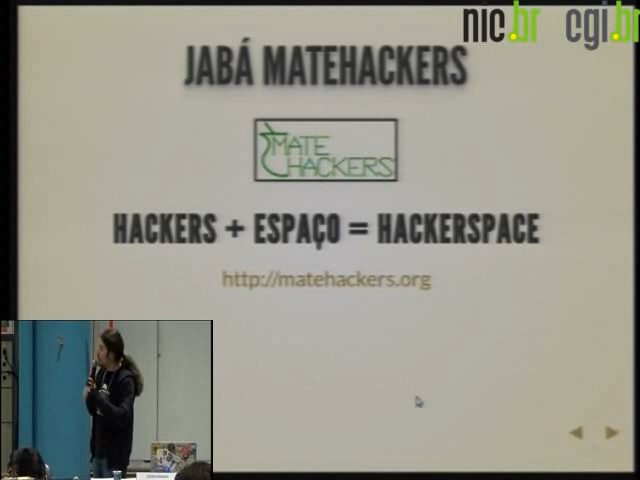 nic.br cgi.br
JABÁ MATEHACKERS
MATE
HACKERS
HACKERS + ESPAÇO = HACKERSPACE
http://matehackers.org